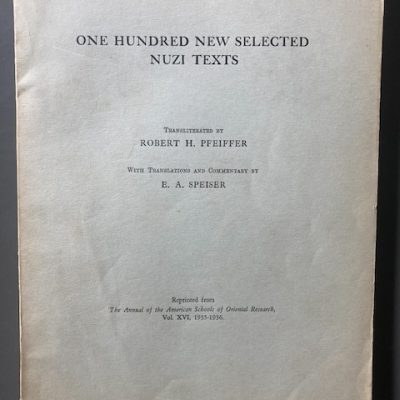 ONE HUNDRED NEW SELECTED
NUZI TEXTS
TRANSLITERATED BY
ROBERT H. PFEIFFER
WITH TRANSLATIONS AND COMMENTARY BY
E. A. SPEISER
Reprinted from
The Annual of the American Schools of Oriental Research,
Vol. XVI, 1935-1936.